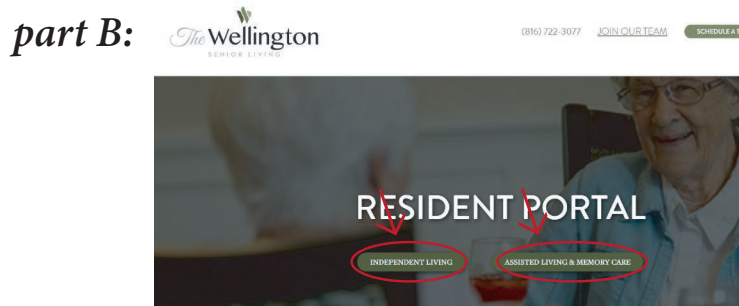 part B:
The Wellington
SENIOR LIVING
(816) 722-3077 JOIN OUR TEAM SCHEDULE A
RESIDENT PORTAL
INDEPENDENT LIVING ASSISTED LIVING & MEMORY CARE